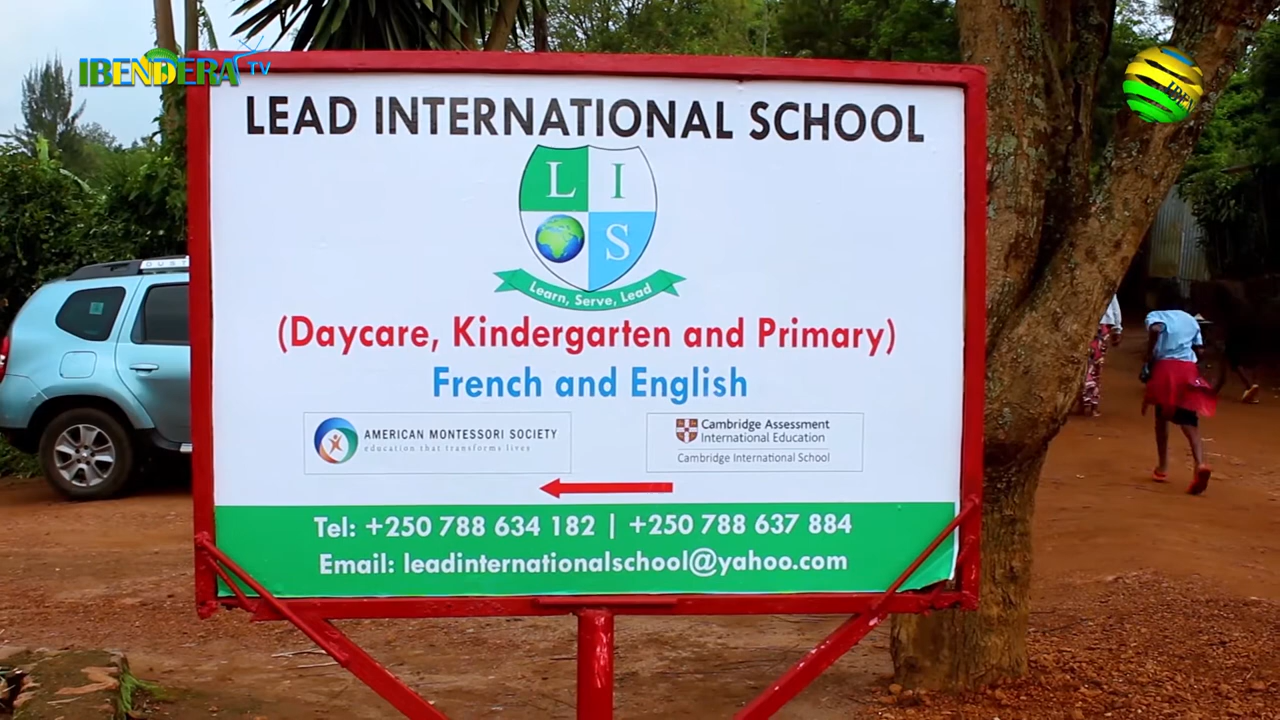 IBENDERA TV
LEAD INTERNATIONAL SCHOOL
L I
S
Learn, Serve, Lead
(Daycare, Kindergarten and Primary)
French and English
AMERICAN MONTESSORI SOCIETY
education that transforms lives
Cambridge Assessment
International Education
Cambridge International School
Tel: +250 788 634 182 | +250 788 637 884
Email: leadinternationalschool@yahoo.com